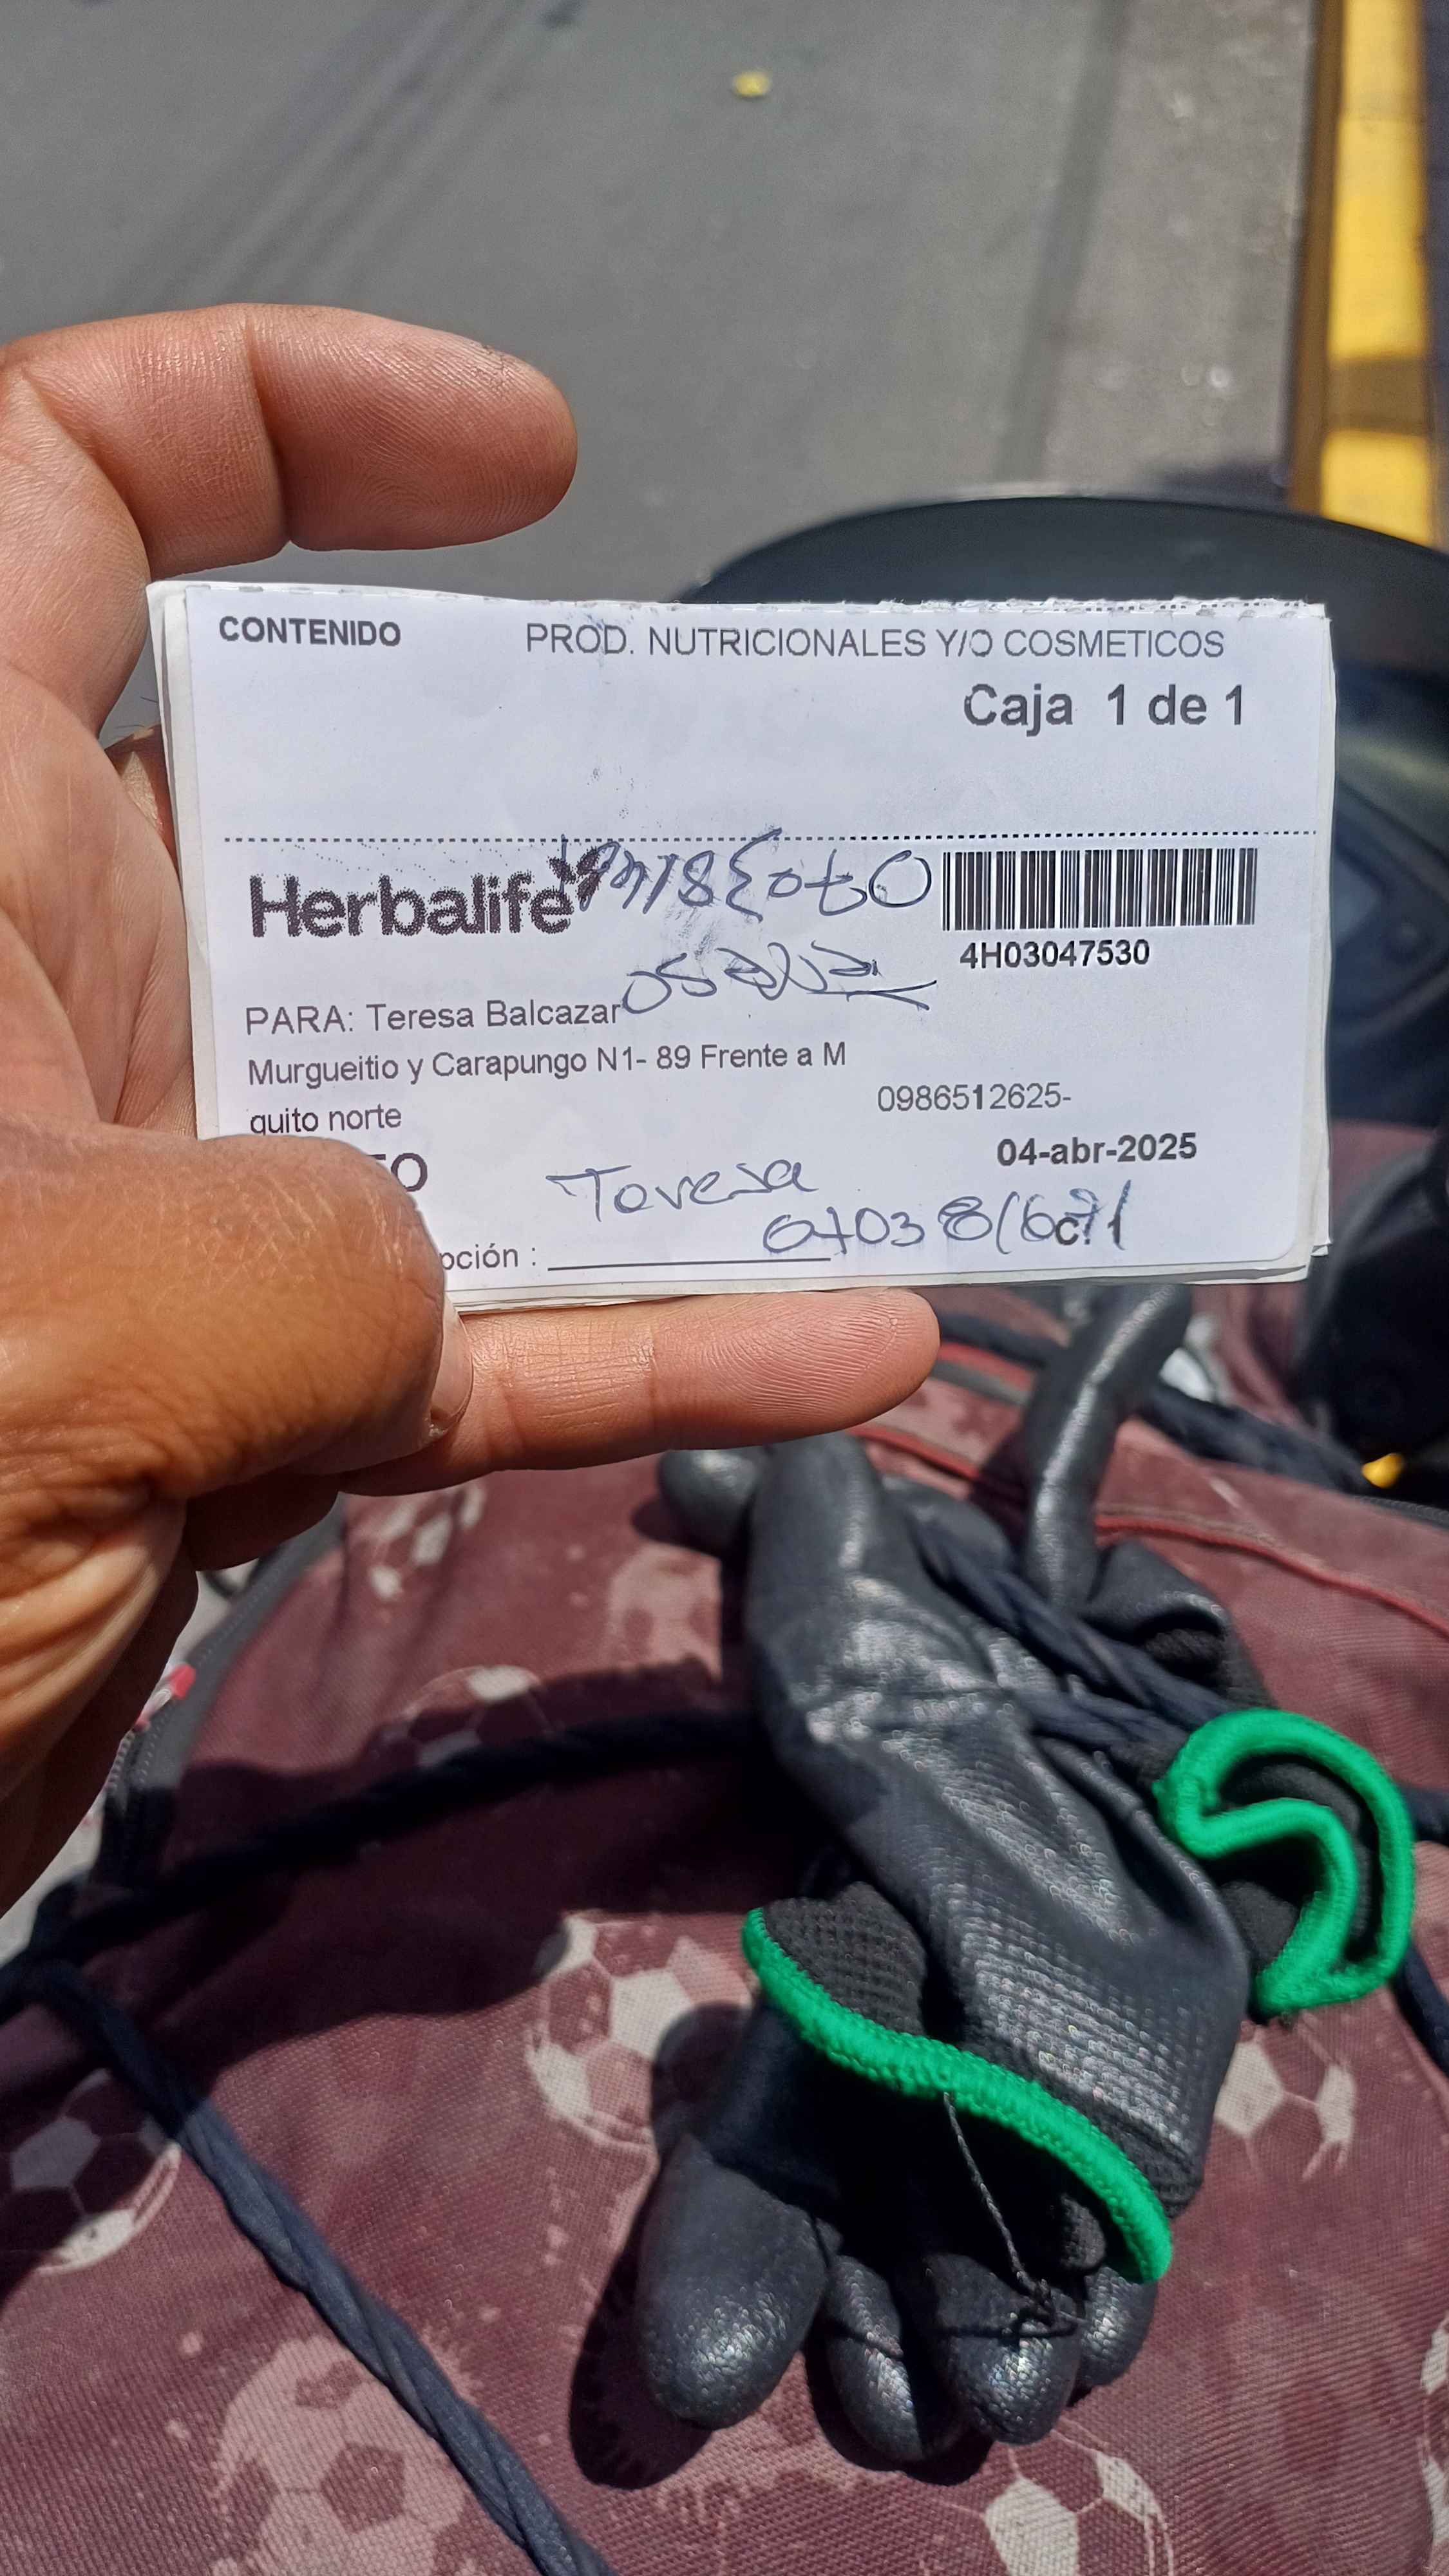 CONTENIDO PROD. NUTRICIONALES Y/O COSMETICOS
Caja 1 de 1
Herbalife
4H03047530
PARA: Teresa Balcazar
Murgueitio y Carapungo N1- 89 Frente a M
0986512625-
quito norte
04-abr-2025
O
Teresa
pción :